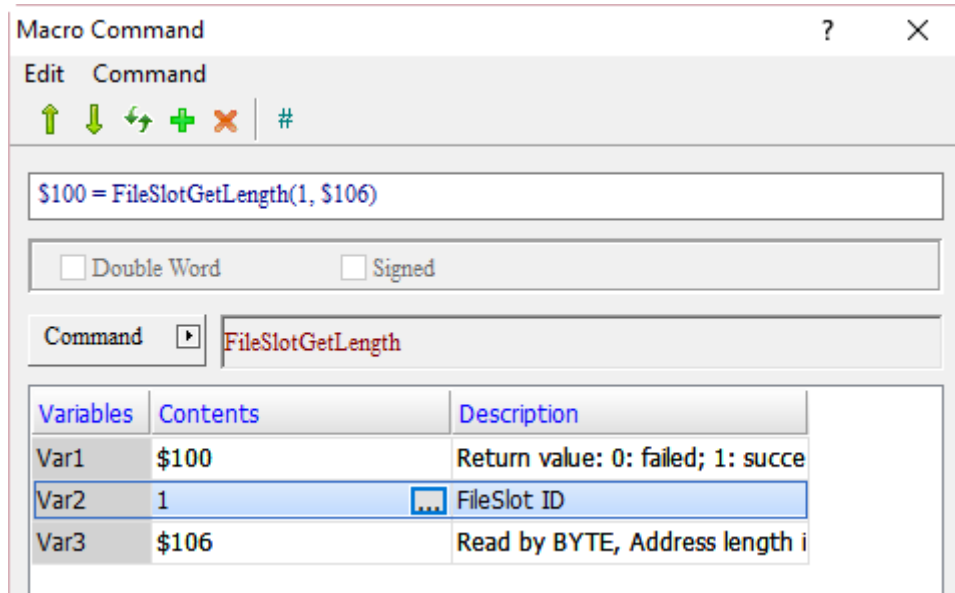 Macro Command ? ×
Edit Command
#
$100 = FileSlotGetLength(1, $106)
Double Word Signed
Command FileSlotGetLength
Variables Contents Description
Var1 $100 Return value: 0: failed; 1: succe
Var2 1 ... FileSlot ID
Var3 $106 Read by BYTE, Address length i